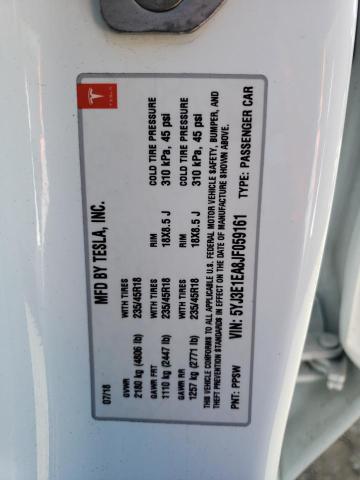 TESLA
MFD BY TESLA, INC.
07/18
GVWR WITH TIRES RIM COLD TIRE PRESSURE
2180 kg (4806 lb) 235/45R18 18X8.5 J 310 kPa, 45 psi
GAWR FRT WITH TIRES RIM COLD TIRE PRESSURE
1110 kg (2447 lb) 235/45R18 18X8.5 J 310 kPa, 45 psi
GAWR RR
1257 kg (2771 lb)
THIS VEHICLE CONFORMS TO ALL APPLICABLE U.S. FEDERAL MOTOR VEHICLE SAFETY, BUMPER, AND
THEFT PREVENTION STANDARDS IN EFFECT ON THE DATE OF MANUFACTURE SHOWN ABOVE.
VIN: 5YJ3E1EA8JF059161
PNT: PPSW TYPE: PASSENGER CAR